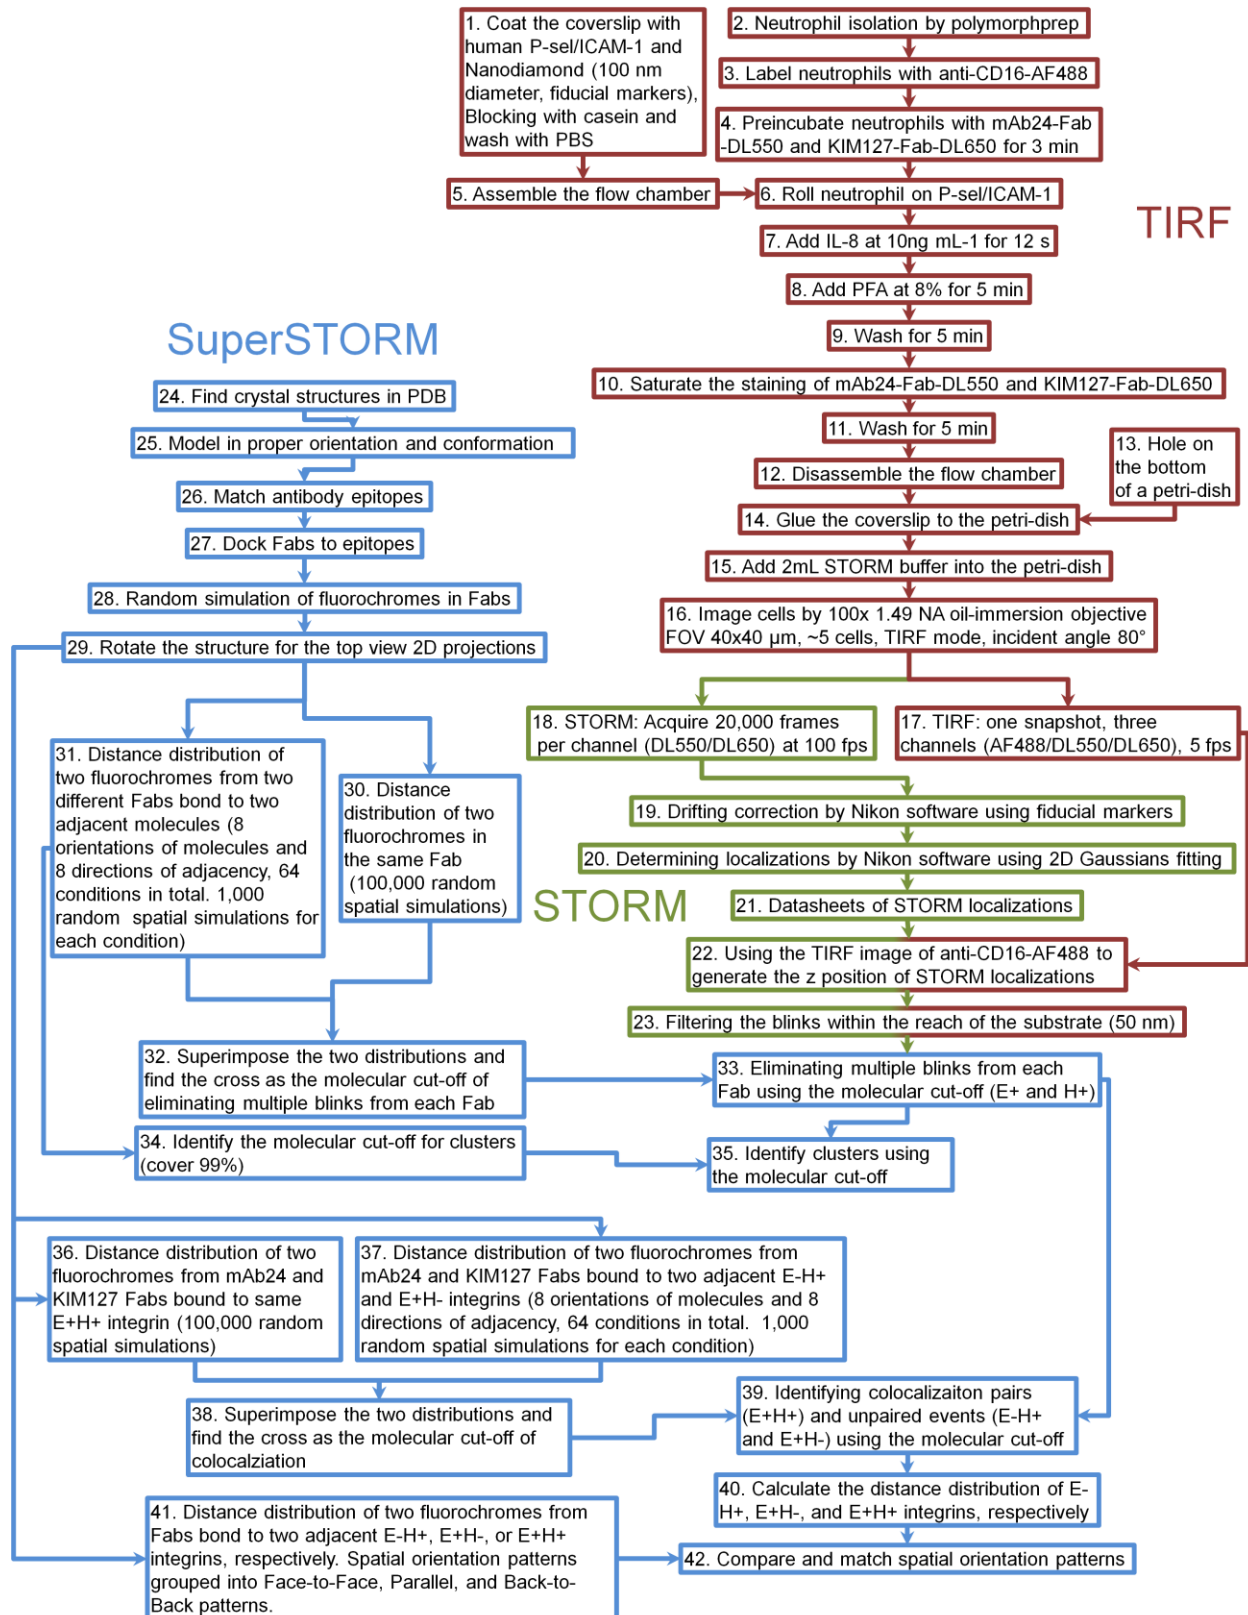 1. Coat the coverslip with
human P-sel/ICAM-1 and
Nanodiamond (100 nm
diameter, fiducial markers),
Blocking with casein and
wash with PBS
2. Neutrophil isolation by polymorphprep
3. Label neutrophils with anti-CD16-AF488
4. Preincubate neutrophils with mAb24-Fab
-DL550 and KIM127-Fab-DL650 for 3 min
5. Assemble the flow chamber
6. Roll neutrophil on P-sel/ICAM-1
TIRF
7. Add IL-8 at 10ng mL-1 for 12 s
8. Add PFA at 8% for 5 min
9. Wash for 5 min
10. Saturate the staining of mAb24-Fab-DL550 and KIM127-Fab-DL650
11. Wash for 5 min
12. Disassemble the flow chamber
13. Hole on
the bottom
of a petri-dish
14. Glue the coverslip to the petri-dish
15. Add 2mL STORM buffer into the petri-dish
16. Image cells by 100x 1.49 NA oil-immersion objective
FOV 40x40 μm, ~5 cells, TIRF mode, incident angle 80°
18. STORM: Acquire 20,000 frames
per channel (DL550/DL650) at 100 fps
17. TIRF: one snapshot, three
channels (AF488/DL550/DL650), 5 fps
19. Drifting correction by Nikon software using fiducial markers
20. Determining localizations by Nikon software using 2D Gaussians fitting
STORM
21. Datasheets of STORM localizations
22. Using the TIRF image of anti-CD16-AF488 to
generate the z position of STORM localizations
23. Filtering the blinks within the reach of the substrate (50 nm)
SuperSTORM
24. Find crystal structures in PDB
25. Model in proper orientation and conformation
26. Match antibody epitopes
27. Dock Fabs to epitopes
28. Random simulation of fluorochromes in Fabs
29. Rotate the structure for the top view 2D projections
31. Distance distribution of
two fluorochromes from two
different Fabs bond to two
adjacent molecules (8
orientations of molecules and
8 directions of adjacency, 64
conditions in total. 1,000
random spatial simulations for
each condition)
30. Distance
distribution of two
fluorochromes in
the same Fab
(100,000 random
spatial simulations)
32. Superimpose the two distributions and
find the cross as the molecular cut-off of
eliminating multiple blinks from each Fab
33. Eliminating multiple blinks from each
Fab using the molecular cut-off (E+ and H+)
34. Identify the molecular cut-off for clusters
(cover 99%)
35. Identify clusters using
the molecular cut-off
36. Distance distribution of two
fluorochromes from mAb24 and
KIM127 Fabs bound to same
E+H+ integrin (100,000 random
spatial simulations)
37. Distance distribution of two fluorochromes from
mAb24 and KIM127 Fabs bound to two adjacent E-H+
and E+H- integrins (8 orientations of molecules and 8
directions of adjacency, 64 conditions in total. 1,000
random spatial simulations for each condition)
38. Superimpose the two distributions and
find the cross as the molecular cut-off of
colocalziation
39. Identifying colocalizaiton pairs
(E+H+) and unpaired events (E-H+
and E+H-) using the molecular cut-off
40. Calculate the distance distribution of E-
H+, E+H-, and E+H+ integrins, respectively
41. Distance distribution of two fluorochromes from
Fabs bond to two adjacent E-H+, E+H-, or E+H+
integrins, respectively. Spatial orientation patterns
grouped into Face-to-Face, Parallel, and Back-to-
Back patterns.
42. Compare and match spatial orientation patterns